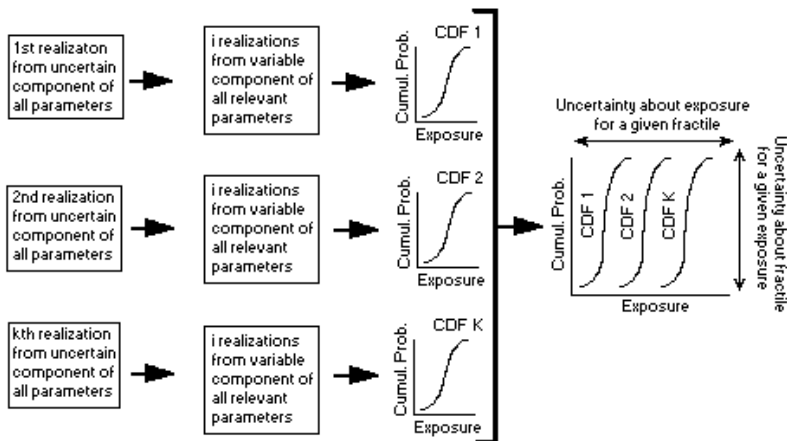 1st realizaton
from uncertain
component of
all parameters
i realizations
from variable
component of
all relevant
parameters
CDF 1
Cumul. Prob.
Exposure
2nd realization
from uncertain
component of
all parameters
i realizations
from variable
component of
all relevant
parameters
CDF 2
Cumul. Prob.
Exposure
kth realization
from uncertain
component of
all parameters
i realizations
from variable
component of
all relevant
parameters
CDF K
Cumul. Prob.
Exposure
Uncertainty about exposure
for a given fractile
Cumul. Prob.
CDF 1
CDF 2
CDF K
Exposure
Uncertainty about fractile
for a given exposure